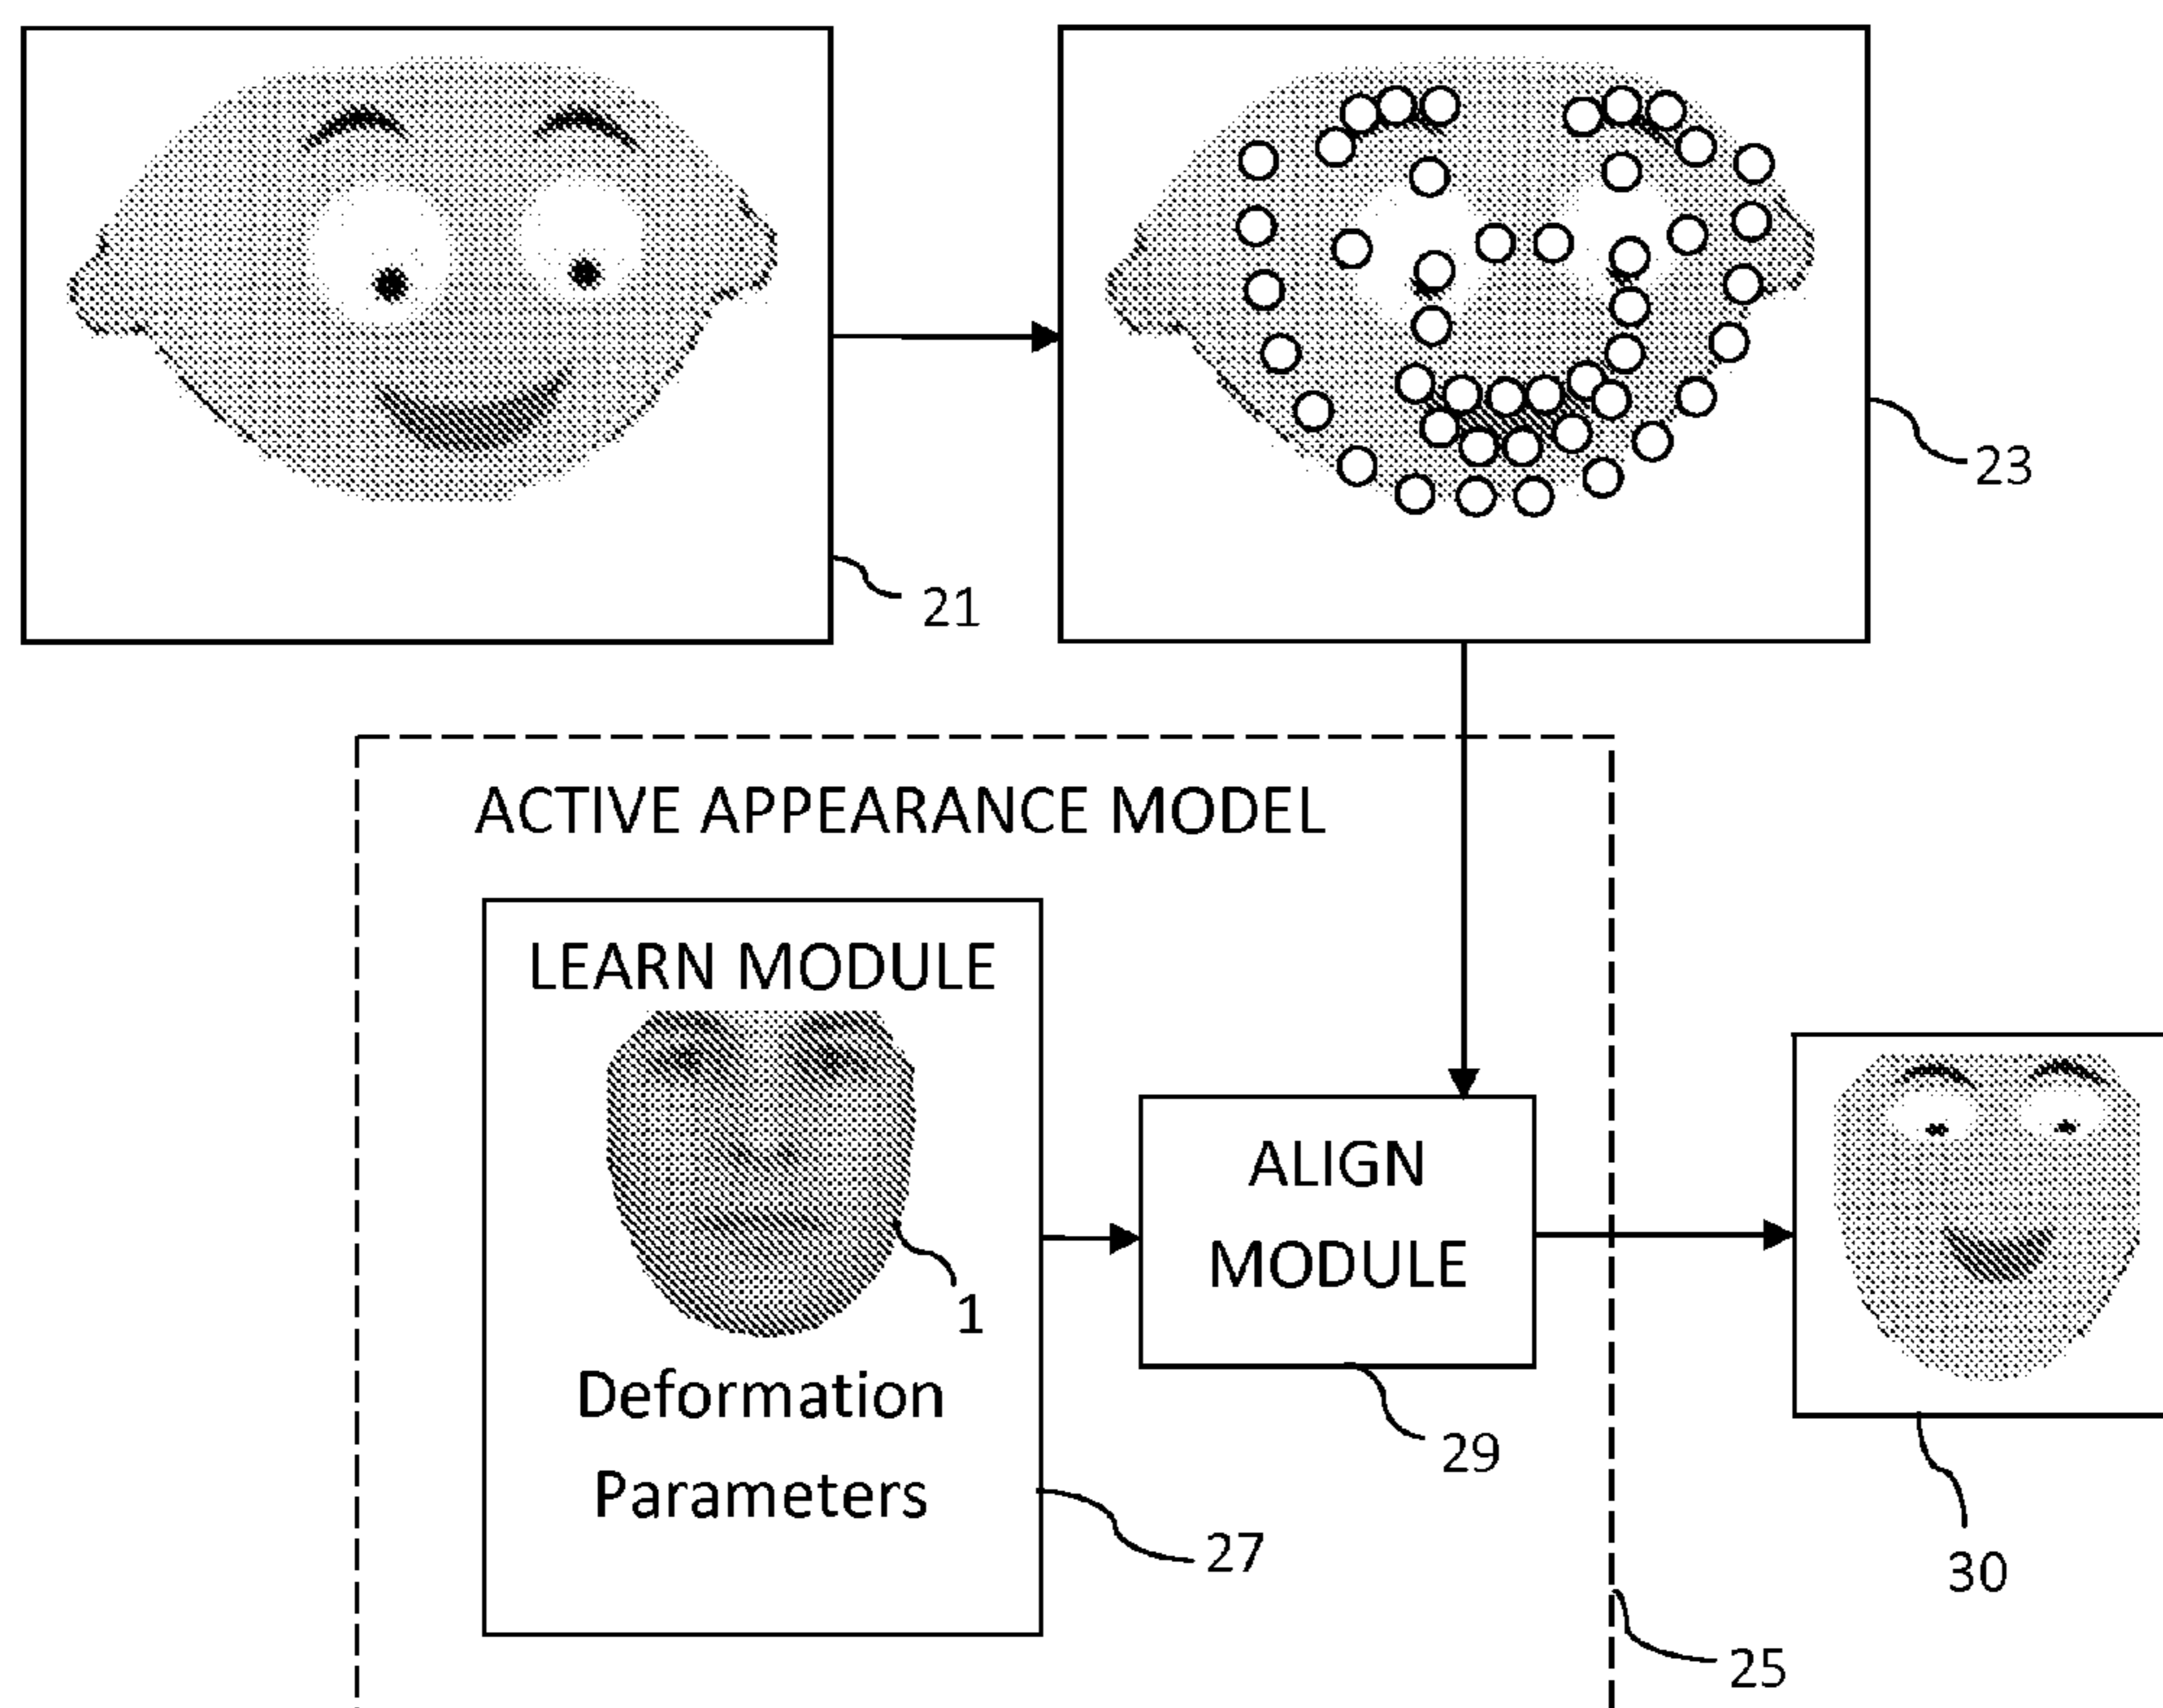 21
23
ACTIVE APPEARANCE MODEL
LEARN MODULE
1
Deformation
Parameters
27
ALIGN
MODULE
29
30
25